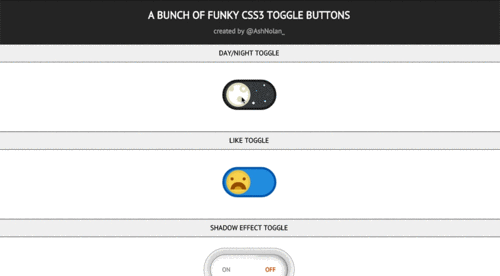 A BUNCH OF FUNKY CSS3 TOGGLE BUTTONS
created by @AshNolan_
DAY/NIGHT TOGGLE
LIKE TOGGLE
SHADOW EFFECT TOGGLE
ON OFF